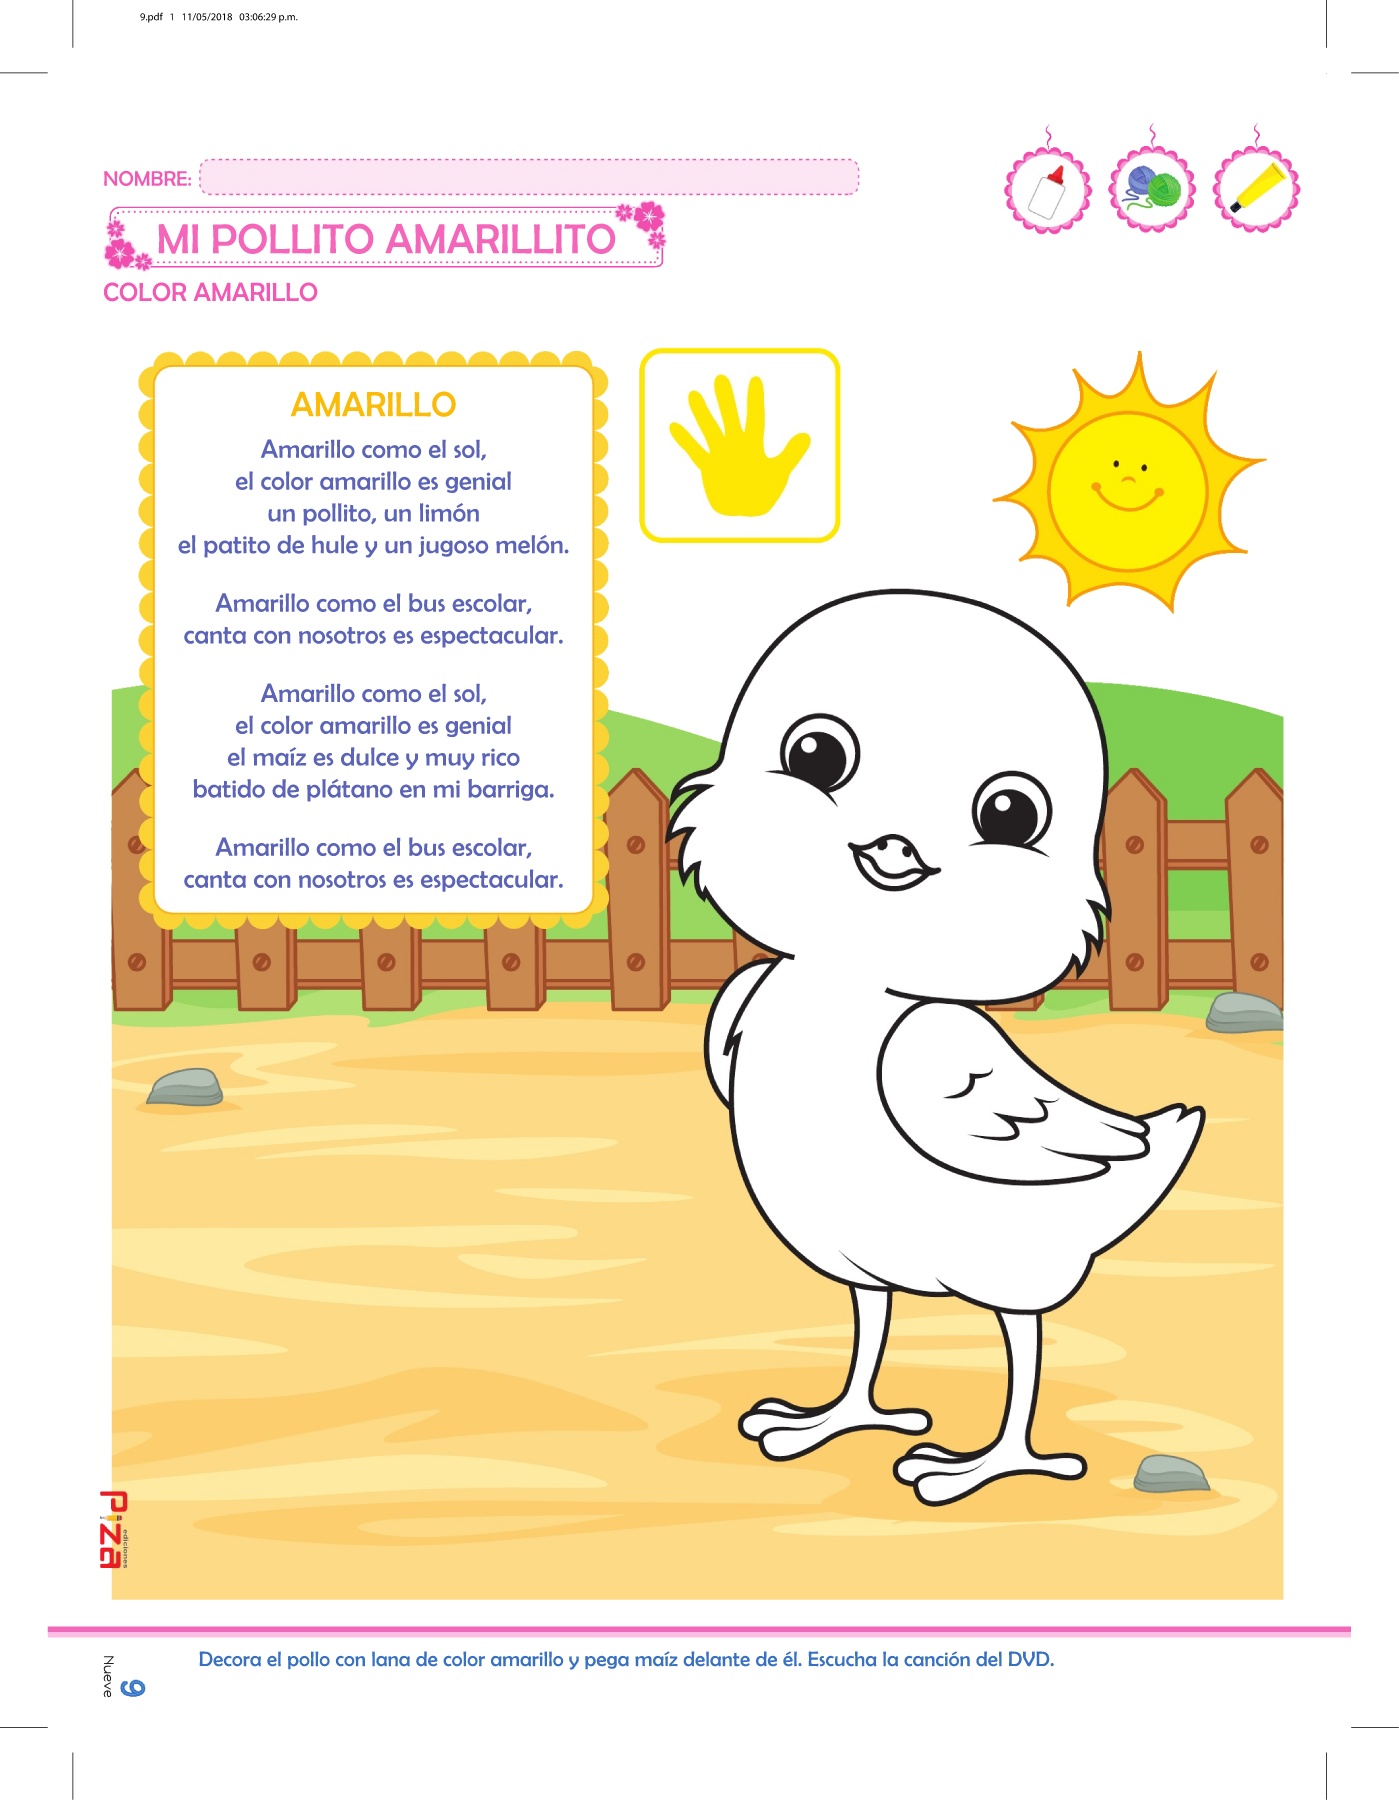 9.pdf 1 11/05/2018 03:06:29 p.m.
NOMBRE:
MI POLLITO AMARILLITO
COLOR AMARILLO
AMARILLO
Amarillo como el sol,
el color amarillo es genial
un pollito, un limón
el patito de hule y un jugoso melón.
Amarillo como el bus escolar,
canta con nosotros es espectacular.
Amarillo como el sol,
el color amarillo es genial
el maíz es dulce y muy rico
batido de plátano en mi barriga.
Amarillo como el bus escolar,
canta con nosotros es espectacular.
Piza
ediciones
Decora el pollo con lana de color amarillo y pega maíz delante de él. Escucha la canción del DVD.
Nueve
9